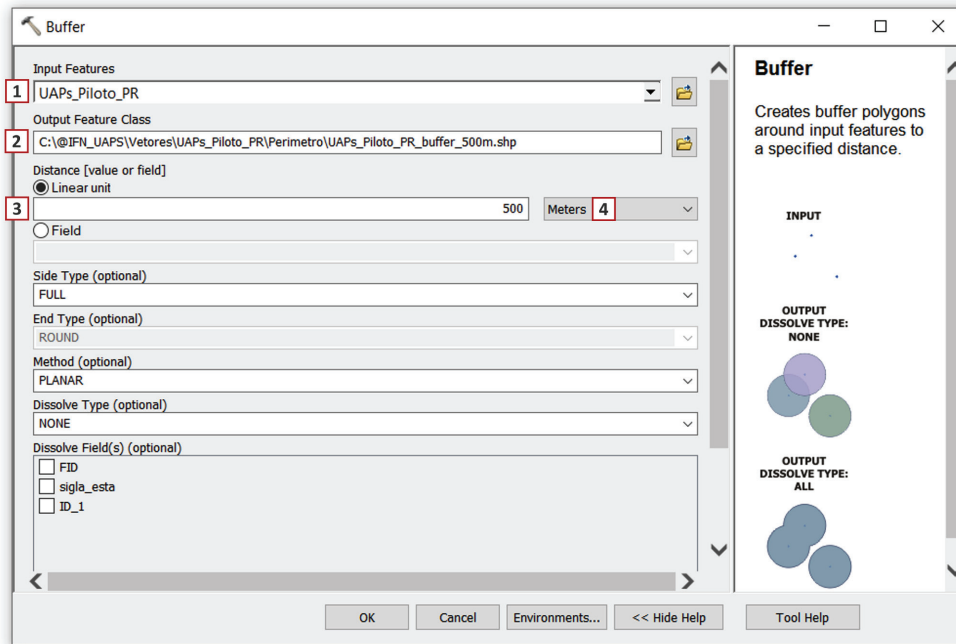 Buffer
Input Features
1
UAPs_Piloto_PR
Output Feature Class
2
C:\@IFN_UAPS\Vetores\UAPs_Piloto_PR\Perimetro\UAPs_Piloto_PR_buffer_500m.shp
Distance [value or field]
Linear unit
3
500
Meters
4
Field
Side Type (optional)
FULL
End Type (optional)
ROUND
Method (optional)
PLANAR
Dissolve Type (optional)
NONE
Dissolve Field(s) (optional)
FID
sigla_esta
ID_1
OK
Cancel
Environments...
<< Hide Help
Tool Help
Buffer
Creates buffer polygons
around input features to
a specified distance.
INPUT
OUTPUT
DISSOLVE TYPE:
NONE
OUTPUT
DISSOLVE TYPE:
ALL